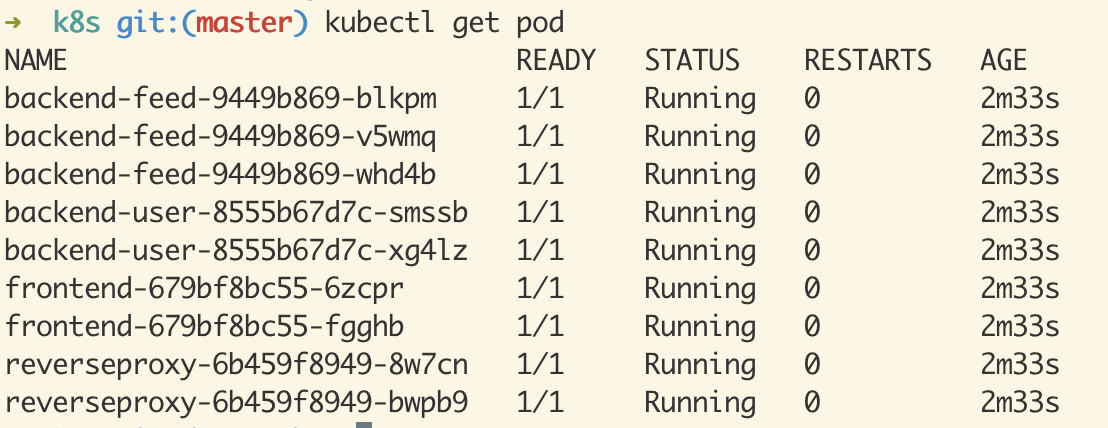 ➜ k8s git:(master) kubectl get pod
NAME READY STATUS RESTARTS AGE
backend-feed-9449b869-blkpm 1/1 Running 0 2m33s
backend-feed-9449b869-v5wmq 1/1 Running 0 2m33s
backend-feed-9449b869-whd4b 1/1 Running 0 2m33s
backend-user-8555b67d7c-smssb 1/1 Running 0 2m33s
backend-user-8555b67d7c-xg4lz 1/1 Running 0 2m33s
frontend-679bf8bc55-6zcpr 1/1 Running 0 2m33s
frontend-679bf8bc55-fgghb 1/1 Running 0 2m33s
reverseproxy-6b459f8949-8w7cn 1/1 Running 0 2m33s
reverseproxy-6b459f8949-bwpb9 1/1 Running 0 2m33s